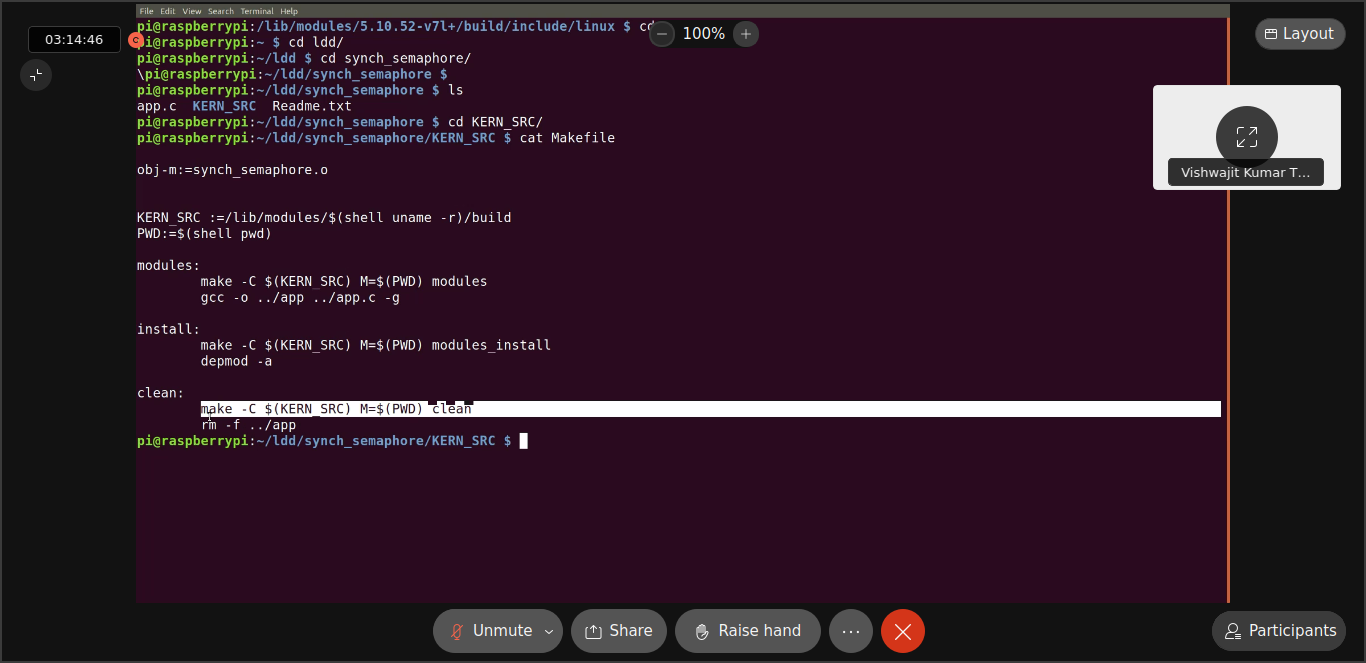 File Edit View Search Terminal Help
pi@raspberrypi:/lib/modules/5.10.52-v7l+/build/include/linux $ cd
03:14:46
100%
Layout
pi@raspberrypi:~ $ cd ldd/
pi@raspberrypi:~/ldd $ cd synch_semaphore/
\pi@raspberrypi:~/ldd/synch_semaphore $
pi@raspberrypi:~/ldd/synch_semaphore $ ls
app.c  KERN_SRC  Readme.txt
pi@raspberrypi:~/ldd/synch_semaphore $ cd KERN_SRC/
pi@raspberrypi:~/ldd/synch_semaphore/KERN_SRC $ cat Makefile
Vishwajit Kumar T...
obj-m:=synch_semaphore.o
KERN_SRC :=/lib/modules/$(shell uname -r)/build
PWD:=$(shell pwd)
modules:
make -C $(KERN_SRC) M=$(PWD) modules
gcc -o ../app ../app.c -g
install:
make -C $(KERN_SRC) M=$(PWD) modules_install
depmod -a
clean:
make -C $(KERN_SRC) M=$(PWD) clean
rm -f ../app
pi@raspberrypi:~/ldd/synch_semaphore/KERN_SRC $
Unmute
Share
Raise hand
...
Participants